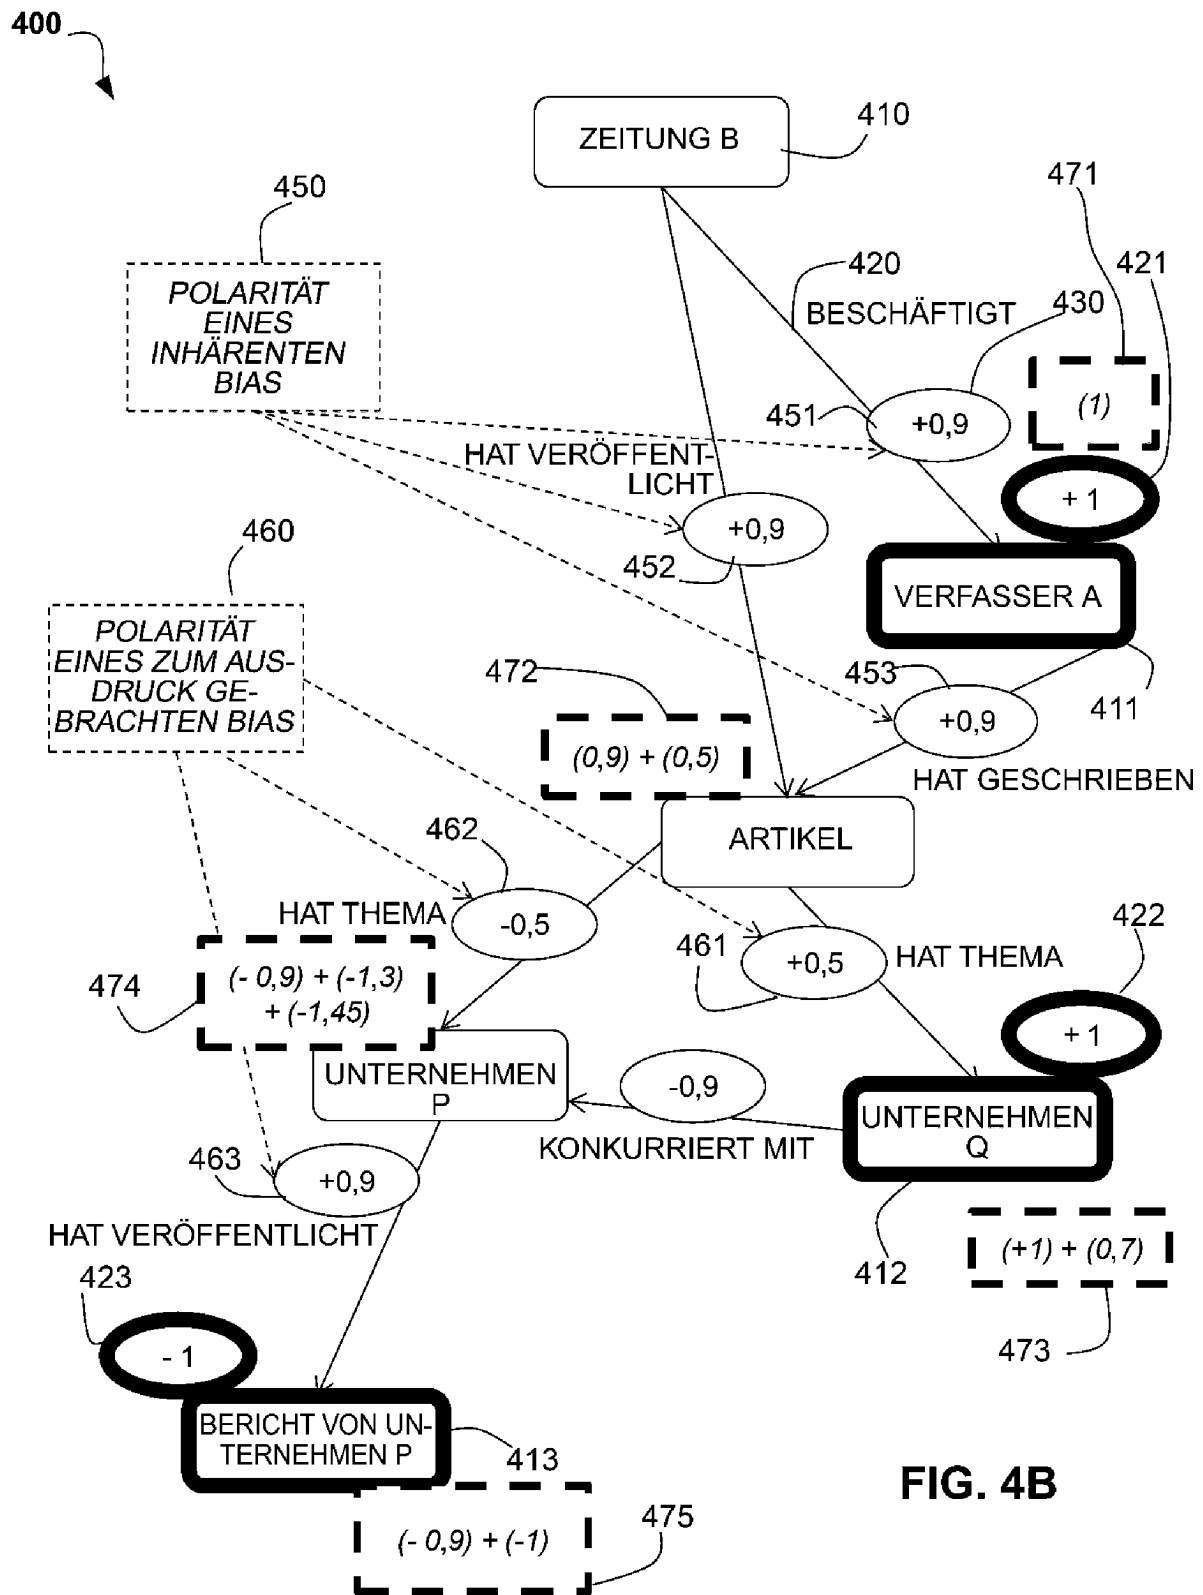 400
ZEITUNG B
410
450
471
421
POLARITÄT
EINES
INHÄRENTEN
BIAS
420
BESCHÄFTIGT
430
(1)
451
+0,9
HAT VERÖFFENT-
LICHT
+ 1
+0,9
452
460
VERFASSER A
POLARITÄT
EINES ZUM AUS-
DRUCK GE-
BRACHTEN BIAS
472
453
411
+0,9
(0,9) + (0,5)
HAT GESCHRIEBEN
462
ARTIKEL
HAT THEMA
-0,5
422
461
+0,5
HAT THEMA
474
(- 0,9) + (-1,3)
+ (-1,45)
+ 1
UNTERNEHMEN
P
-0,9
UNTERNEHMEN
Q
KONKURRIERT MIT
463
+0,9
HAT VERÖFFENTLICHT
412
(+1) + (0,7)
423
473
- 1
BERICHT VON UN-
TERNEHMEN P
413
FIG. 4B
475
(- 0,9) + (-1)